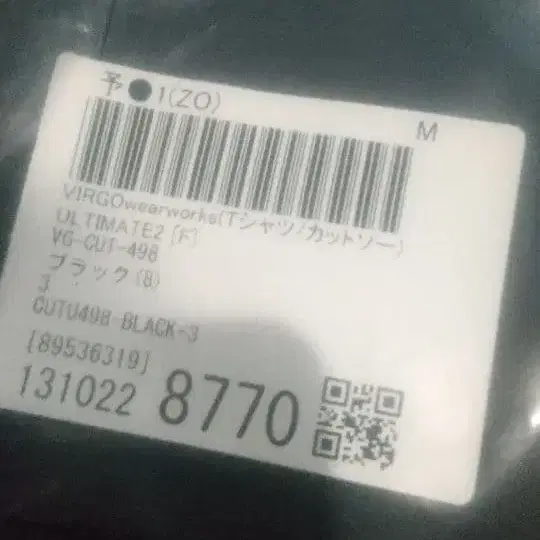 予●1(ZO)
M
VIRGOwearworks(Tシャツ/カットソー)
ULTIMATE2 [F]
VG-CUT-498
ブラック(8)
3
CUTU498-BLACK-3
[89536319]
131022 8770